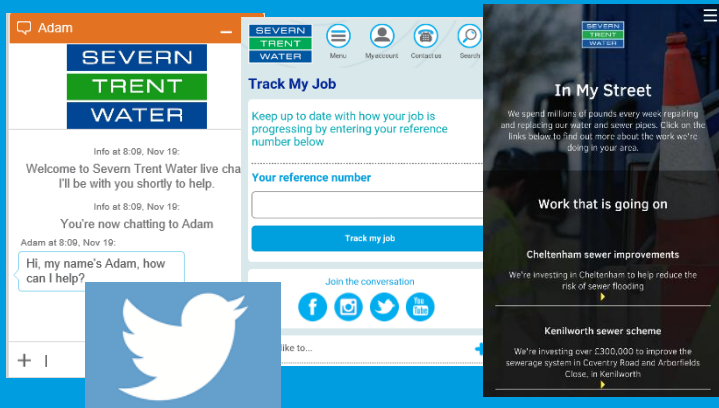 Adam
SEVERN
TRENT
WATER
Info at 8:09, Nov 19:
Welcome to Severn Trent Water live cha
I'll be with you shortly to help.
Info at 8:09, Nov 19:
You're now chatting to Adam
Adam at 8:09, Nov 19:
Hi, my name's Adam, how
can I help?
SEVERN
TRENT
WATER
Menu
My account
Contact us
Search
Track My Job
Keep up to date with how your job is
progressing by entering your reference
number below
Your reference number
Track my job
Join the conversation
You
Tube
like to...
SEVERN
TRENT
WATER
In My Street
We spend millions of pounds every week repairing
and replacing our water and sewer pipes. Click on the
links below to find out more about the work we're
doing in your area.
Work that is going on
Cheltenham sewer improvements
We're investing in Cheltenham to help reduce the
risk of sewer flooding
Kenilworth sewer scheme
We're investing over £300,000 to improve the
sewerage system in Coventry Road and Arborfields
Close, in Kenilworth